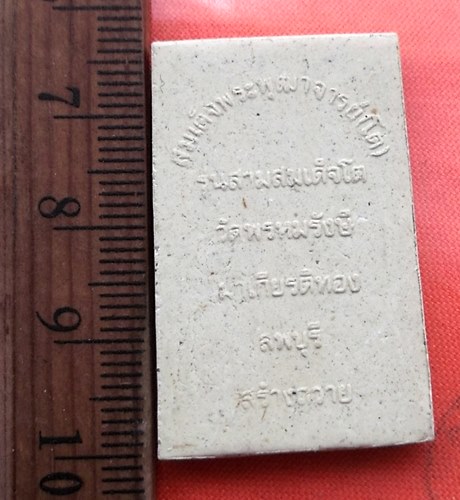 (สมเด็จพระพุฒาจารย์โต)
รุ่นสามสมเด็จโต
วัดพรหมรังษี
นำเกียรติทอง
ลพบุรี
สร้างถวาย
7
8
9
10